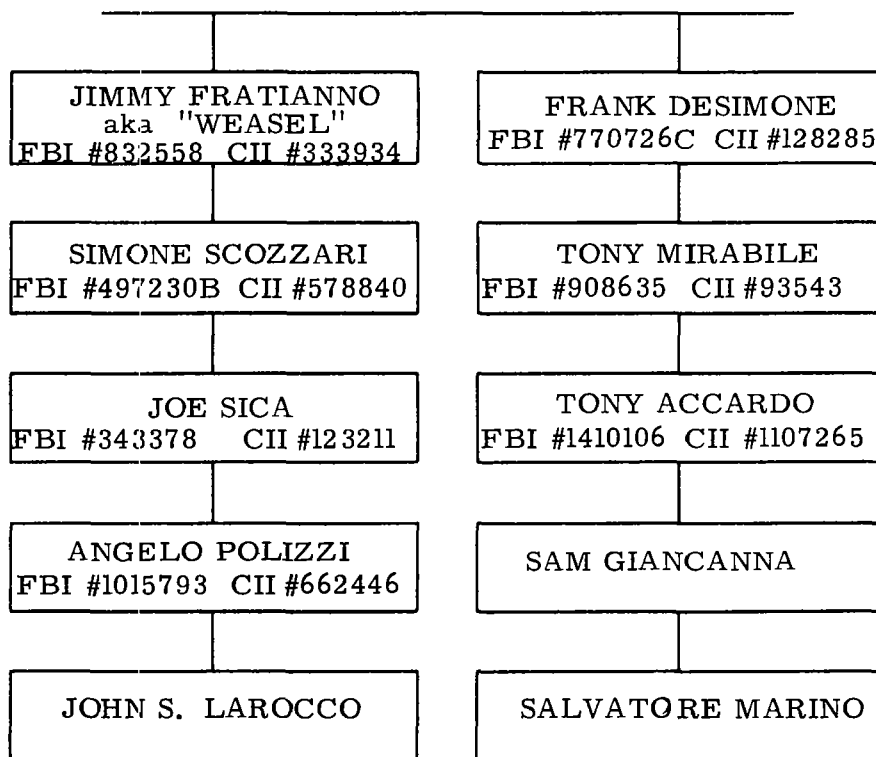 JIMMY FRATIANNO
aka "WEASEL"
FBI #832558 CII #333934
SIMONE SCOZZARI
FBI #497230B CII #578840
JOE SICA
FBI #343378 CII #123211
ANGELO POLIZZI
FBI #1015793 CII #662446
JOHN S. LAROCCO
FRANK DESIMONE
FBI #770726C CII #128285
TONY MIRABILE
FBI #908635 CII #93543
TONY ACCARDO
FBI #1410106 CII #1107265
SAM GIANCANNA
SALVATORE MARINO